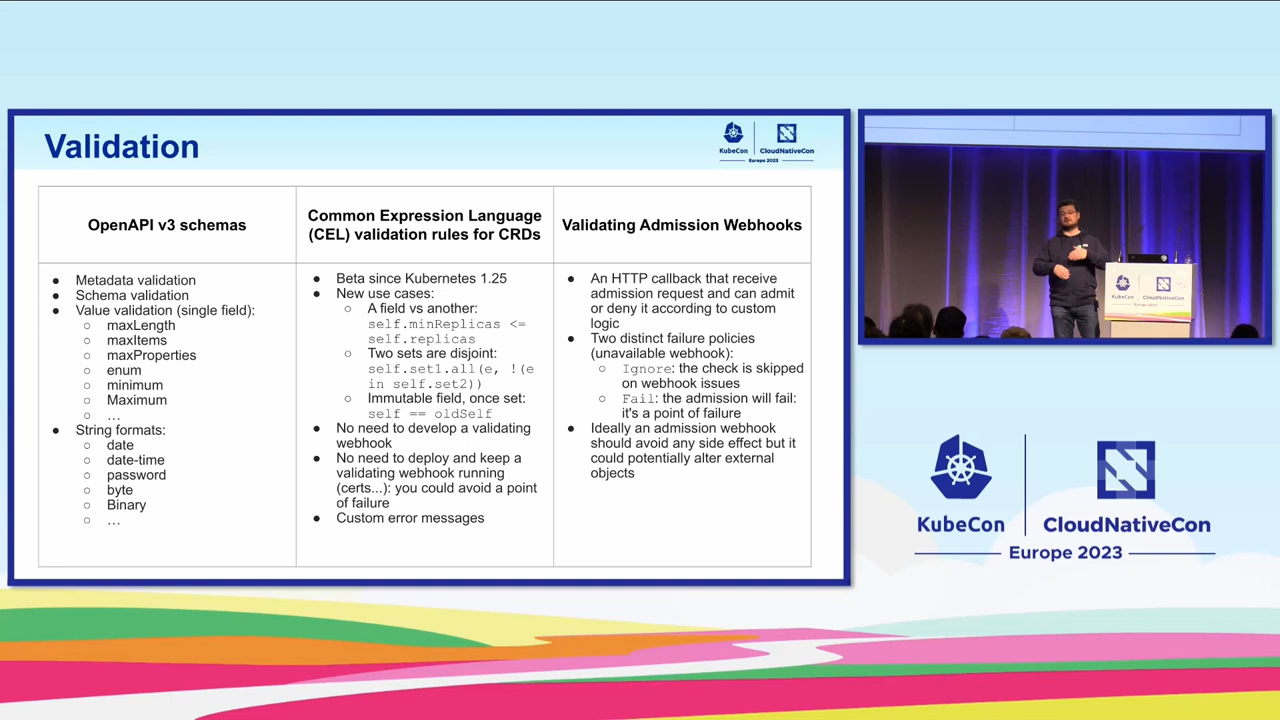 Validation
KubeCon
CloudNativeCon
Europe 2023
OpenAPI v3 schemas
● Metadata validation
● Schema validation
● Value validation (single field):
○ maxLength
○ maxItems
○ maxProperties
○ enum
○ minimum
○ Maximum
○ …
● String formats:
○ date
○ date-time
○ password
○ byte
○ Binary
○ …
Common Expression Language
(CEL) validation rules for CRDs
● Beta since Kubernetes 1.25
● New use cases:
○ A field vs another:
self.minReplicas <=
self.replicas
○ Two sets are disjoint:
self.set1.all(e, !(e
in self.set2))
○ Immutable field, once set:
self == oldSelf
● No need to develop a validating
webhook
● No need to deploy and keep a
validating webhook running
(certs...): you could avoid a point
of failure
● Custom error messages
Validating Admission Webhooks
● An HTTP callback that receive
admission request and can admit
or deny it according to custom
logic
● Two distinct failure policies
(unavailable webhook):
○ Ignore: the check is skipped
on webhook issues
○ Fail: the admission will fail:
it's a point of failure
● Ideally an admission webhook
should avoid any side effect but it
could potentially alter external
objects
KubeCon
CloudNativeCon
Europe 2023
KubeCon
CloudNativeCon
Europe 2023